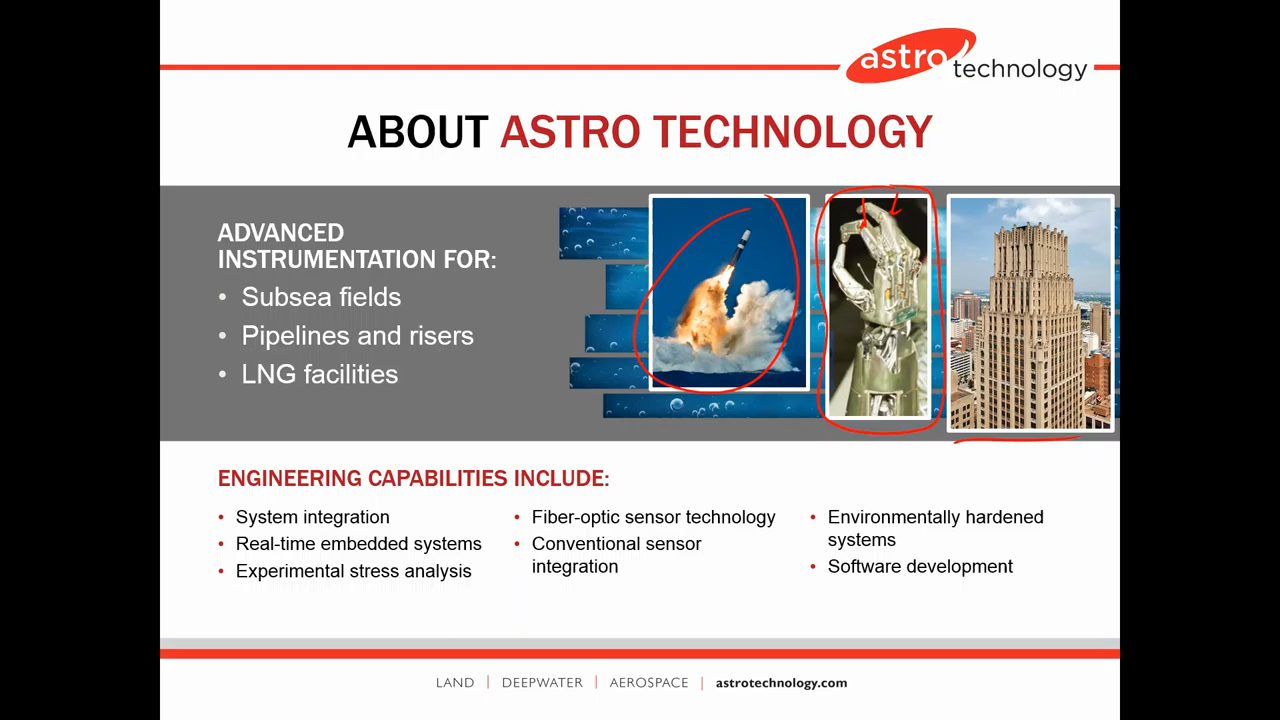 astro
technology
ABOUT ASTRO TECHNOLOGY
ADVANCED
INSTRUMENTATION FOR:
• Subsea fields
• Pipelines and risers
• LNG facilities
ENGINEERING CAPABILITIES INCLUDE:
• System integration
• Real-time embedded systems
• Experimental stress analysis
• Fiber-optic sensor technology
• Conventional sensor
integration
• Environmentally hardened
systems
• Software development
LAND | DEEPWATER | AEROSPACE | astrotechnology.com